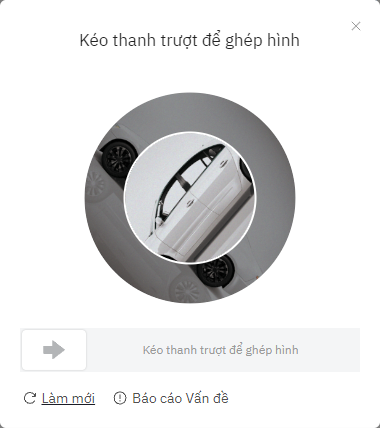 Kéo thanh trượt để ghép hình
Kéo thanh trượt để ghép hình
Làm mới
Báo cáo Vấn đề